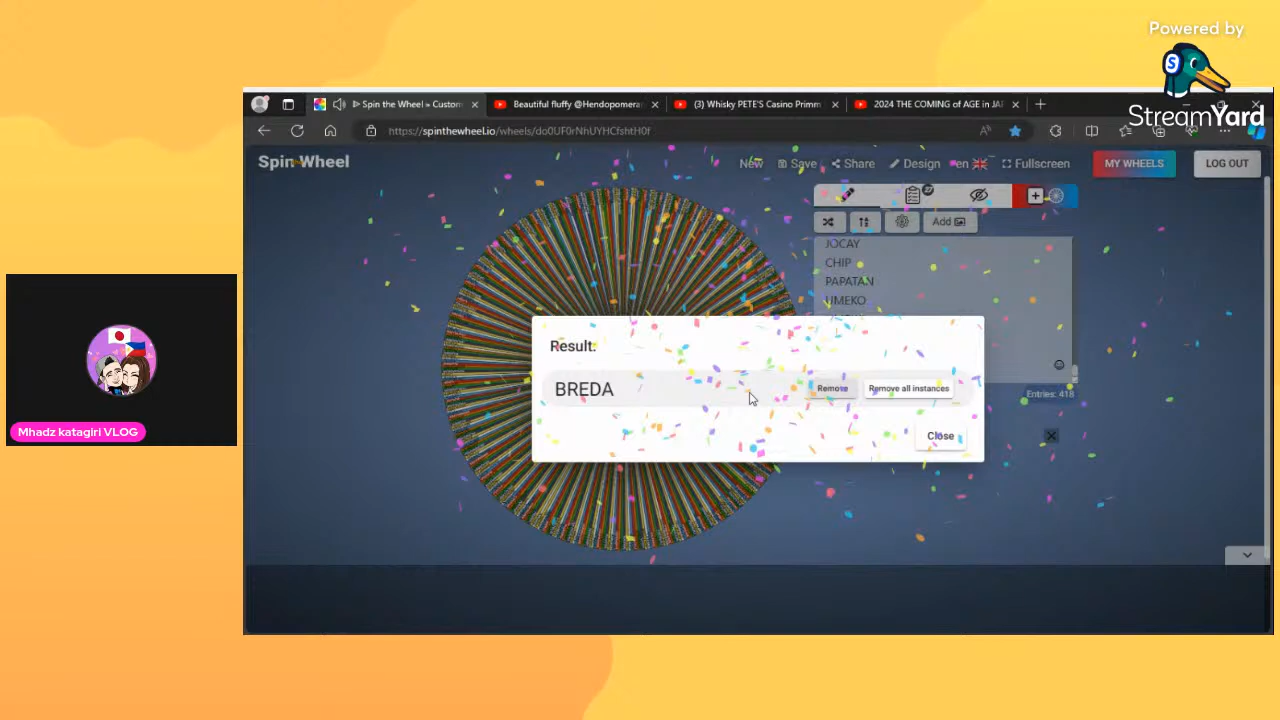 Powered by
StreamYard
Spin the Wheel ≈ Custom
Beautiful fluffy @Hendopomeran
(3) Whisky PETE'S Casino Primm
2024 THE COMING of AGE in JAP
https://spinthewheel.io/wheels/do0UF0rNhUYHCfshtH0f
Spin Wheel
New
Save
Share
Design
en
Fullscreen
MY WHEELS
LOG OUT
Add
JOCAY
CHIP
PAPATAN
UMEKO
Result:
BREDA
Remove
Remove all instances
Close
Entries: 418
Mhadz katagiri VLOG